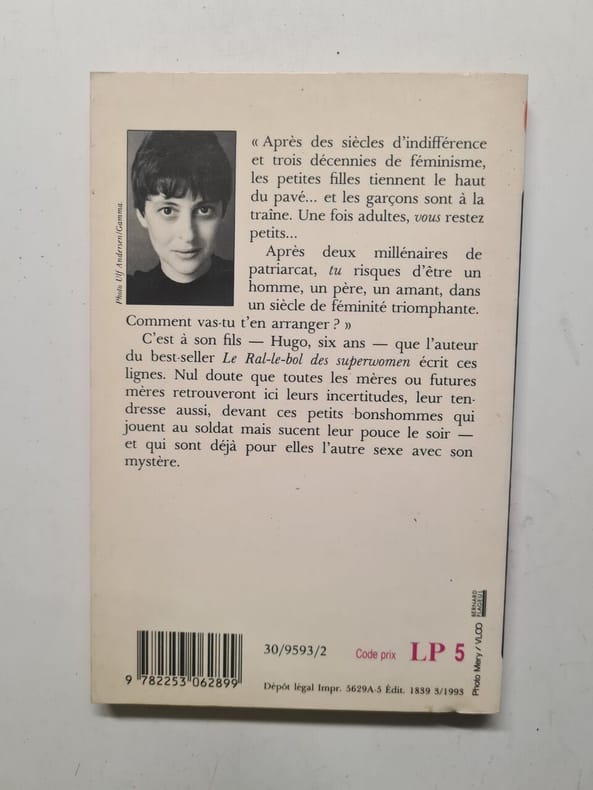 « Après des siècles d'indifférence
et trois décennies de féminisme,
les petites filles tiennent le haut
du pavé... et les garçons sont à la
traîne. Une fois adultes, vous restez
petits...
Après deux millénaires de
patriarcat, tu risques d'être un
homme, un père, un amant, dans
un siècle de féminité triomphante.
Comment vas-tu t'en arranger ? »
C'est à son fils — Hugo, six ans — que l'auteur
du best-seller Le Ral-le-bol des superwomen écrit ces
lignes. Nul doute que toutes les mères ou futures
mères retrouveront ici leurs incertitudes, leur ten-
dresse aussi, devant ces petits bonshommes qui
jouent au soldat mais sucent leur pouce le soir —
et qui sont déjà pour elles l'autre sexe avec son
mystère.
Photo Ulf Andersen/Gamma.
30/9593/2
Code prix LP 5
9 782253 062899
Dépôt légal Impr. 5629A-5 Édit. 1839 3/1993
Photo Mery / VLOO
BERNARD
FLAGEUL